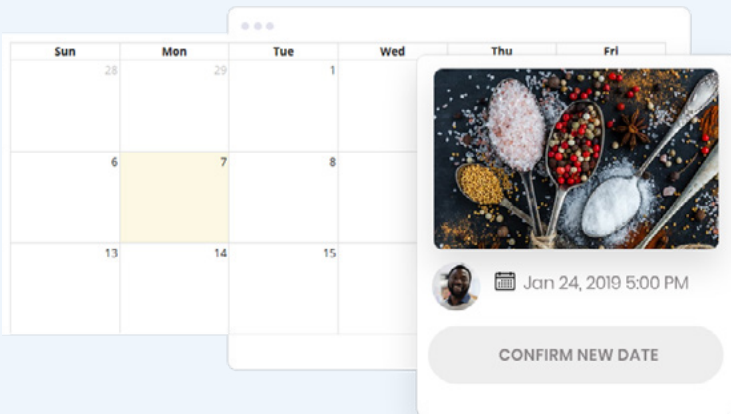 Sun Mon Tue Wed Thu Fri
28 29 1
6 7 8
13 14 15
Jan 24, 2019 5:00 PM
CONFIRM NEW DATE